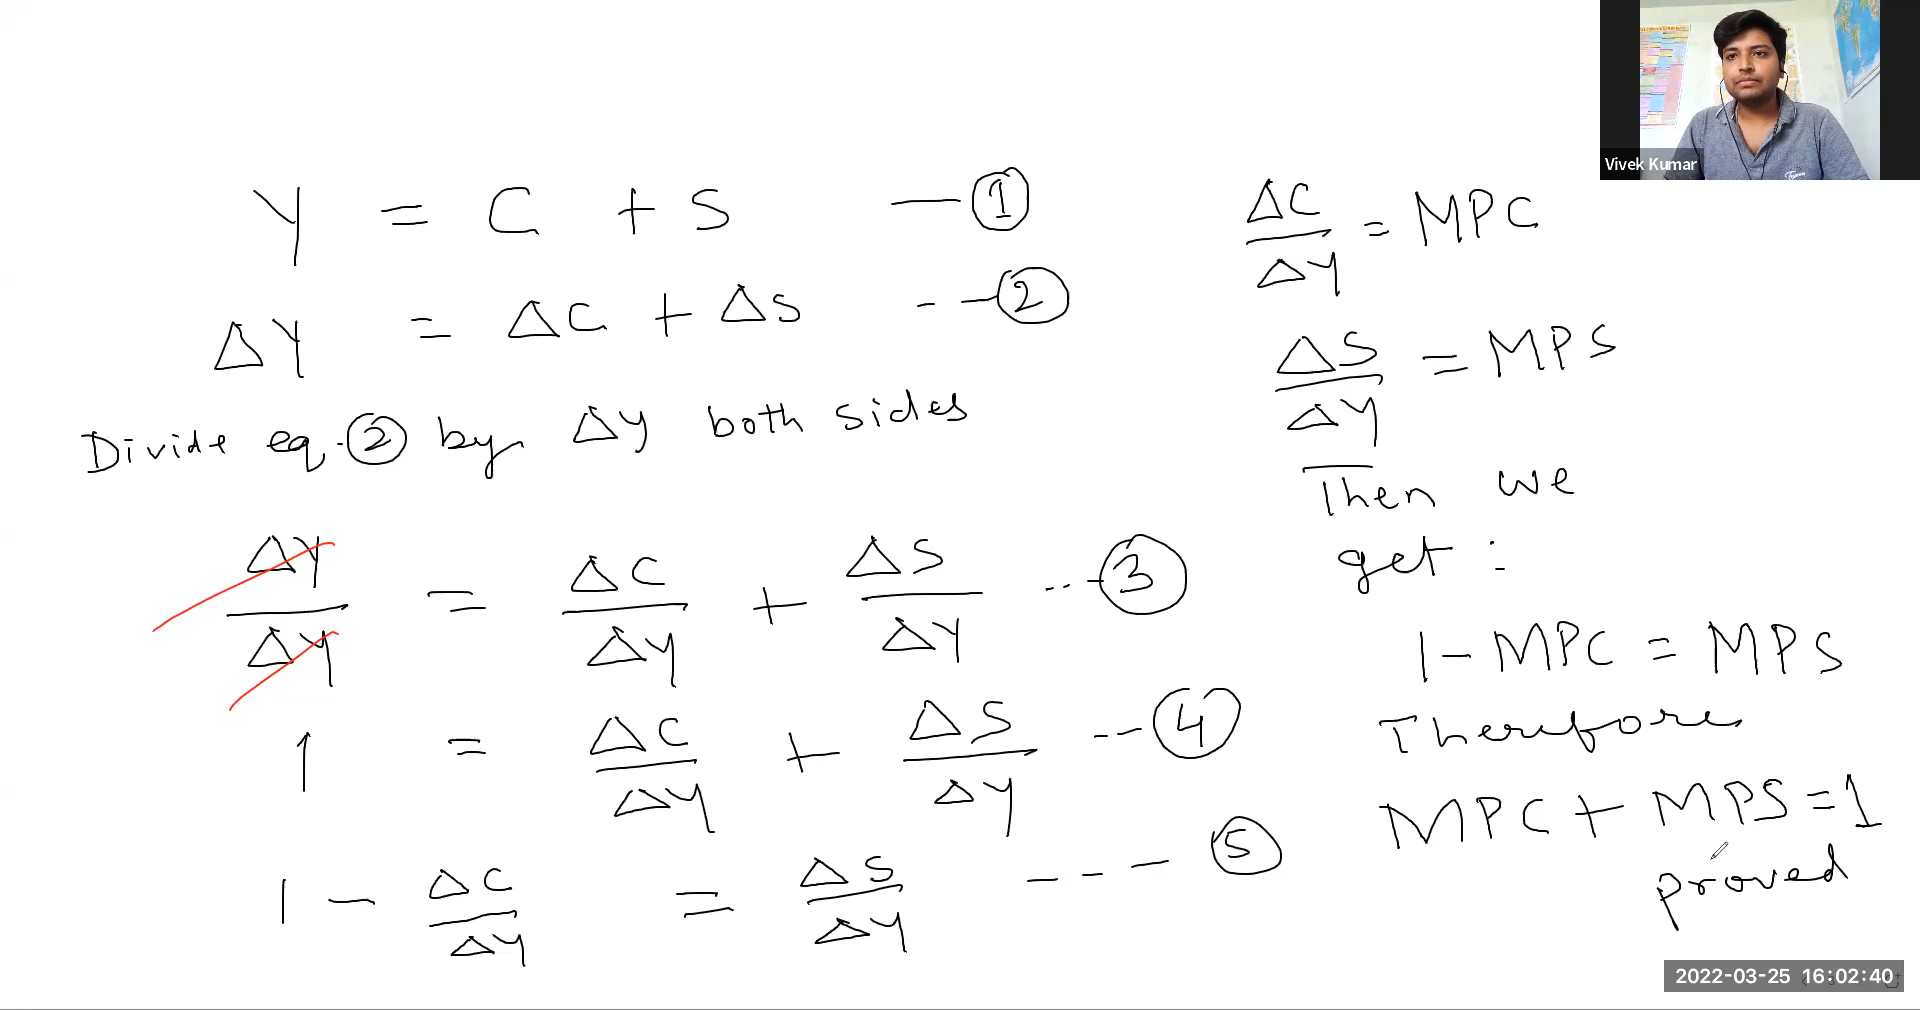 Vivek Kumar
Y = C + S — ①
ΔY = ΔC + ΔS --- ②
Divide eq. ② by ΔY both sides
ΔY/ΔY = ΔC/ΔY + ΔS/ΔY --- ③
1 = ΔC/ΔY + ΔS/ΔY --- ④
1 - ΔC/ΔY = ΔS/ΔY --- ⑤
ΔC/ΔY = MPC
ΔS/ΔY = MPS
Then we
get :
1 - MPC = MPS
Therefore
MPC + MPS = 1
proved
2022-03-25 16:02:40